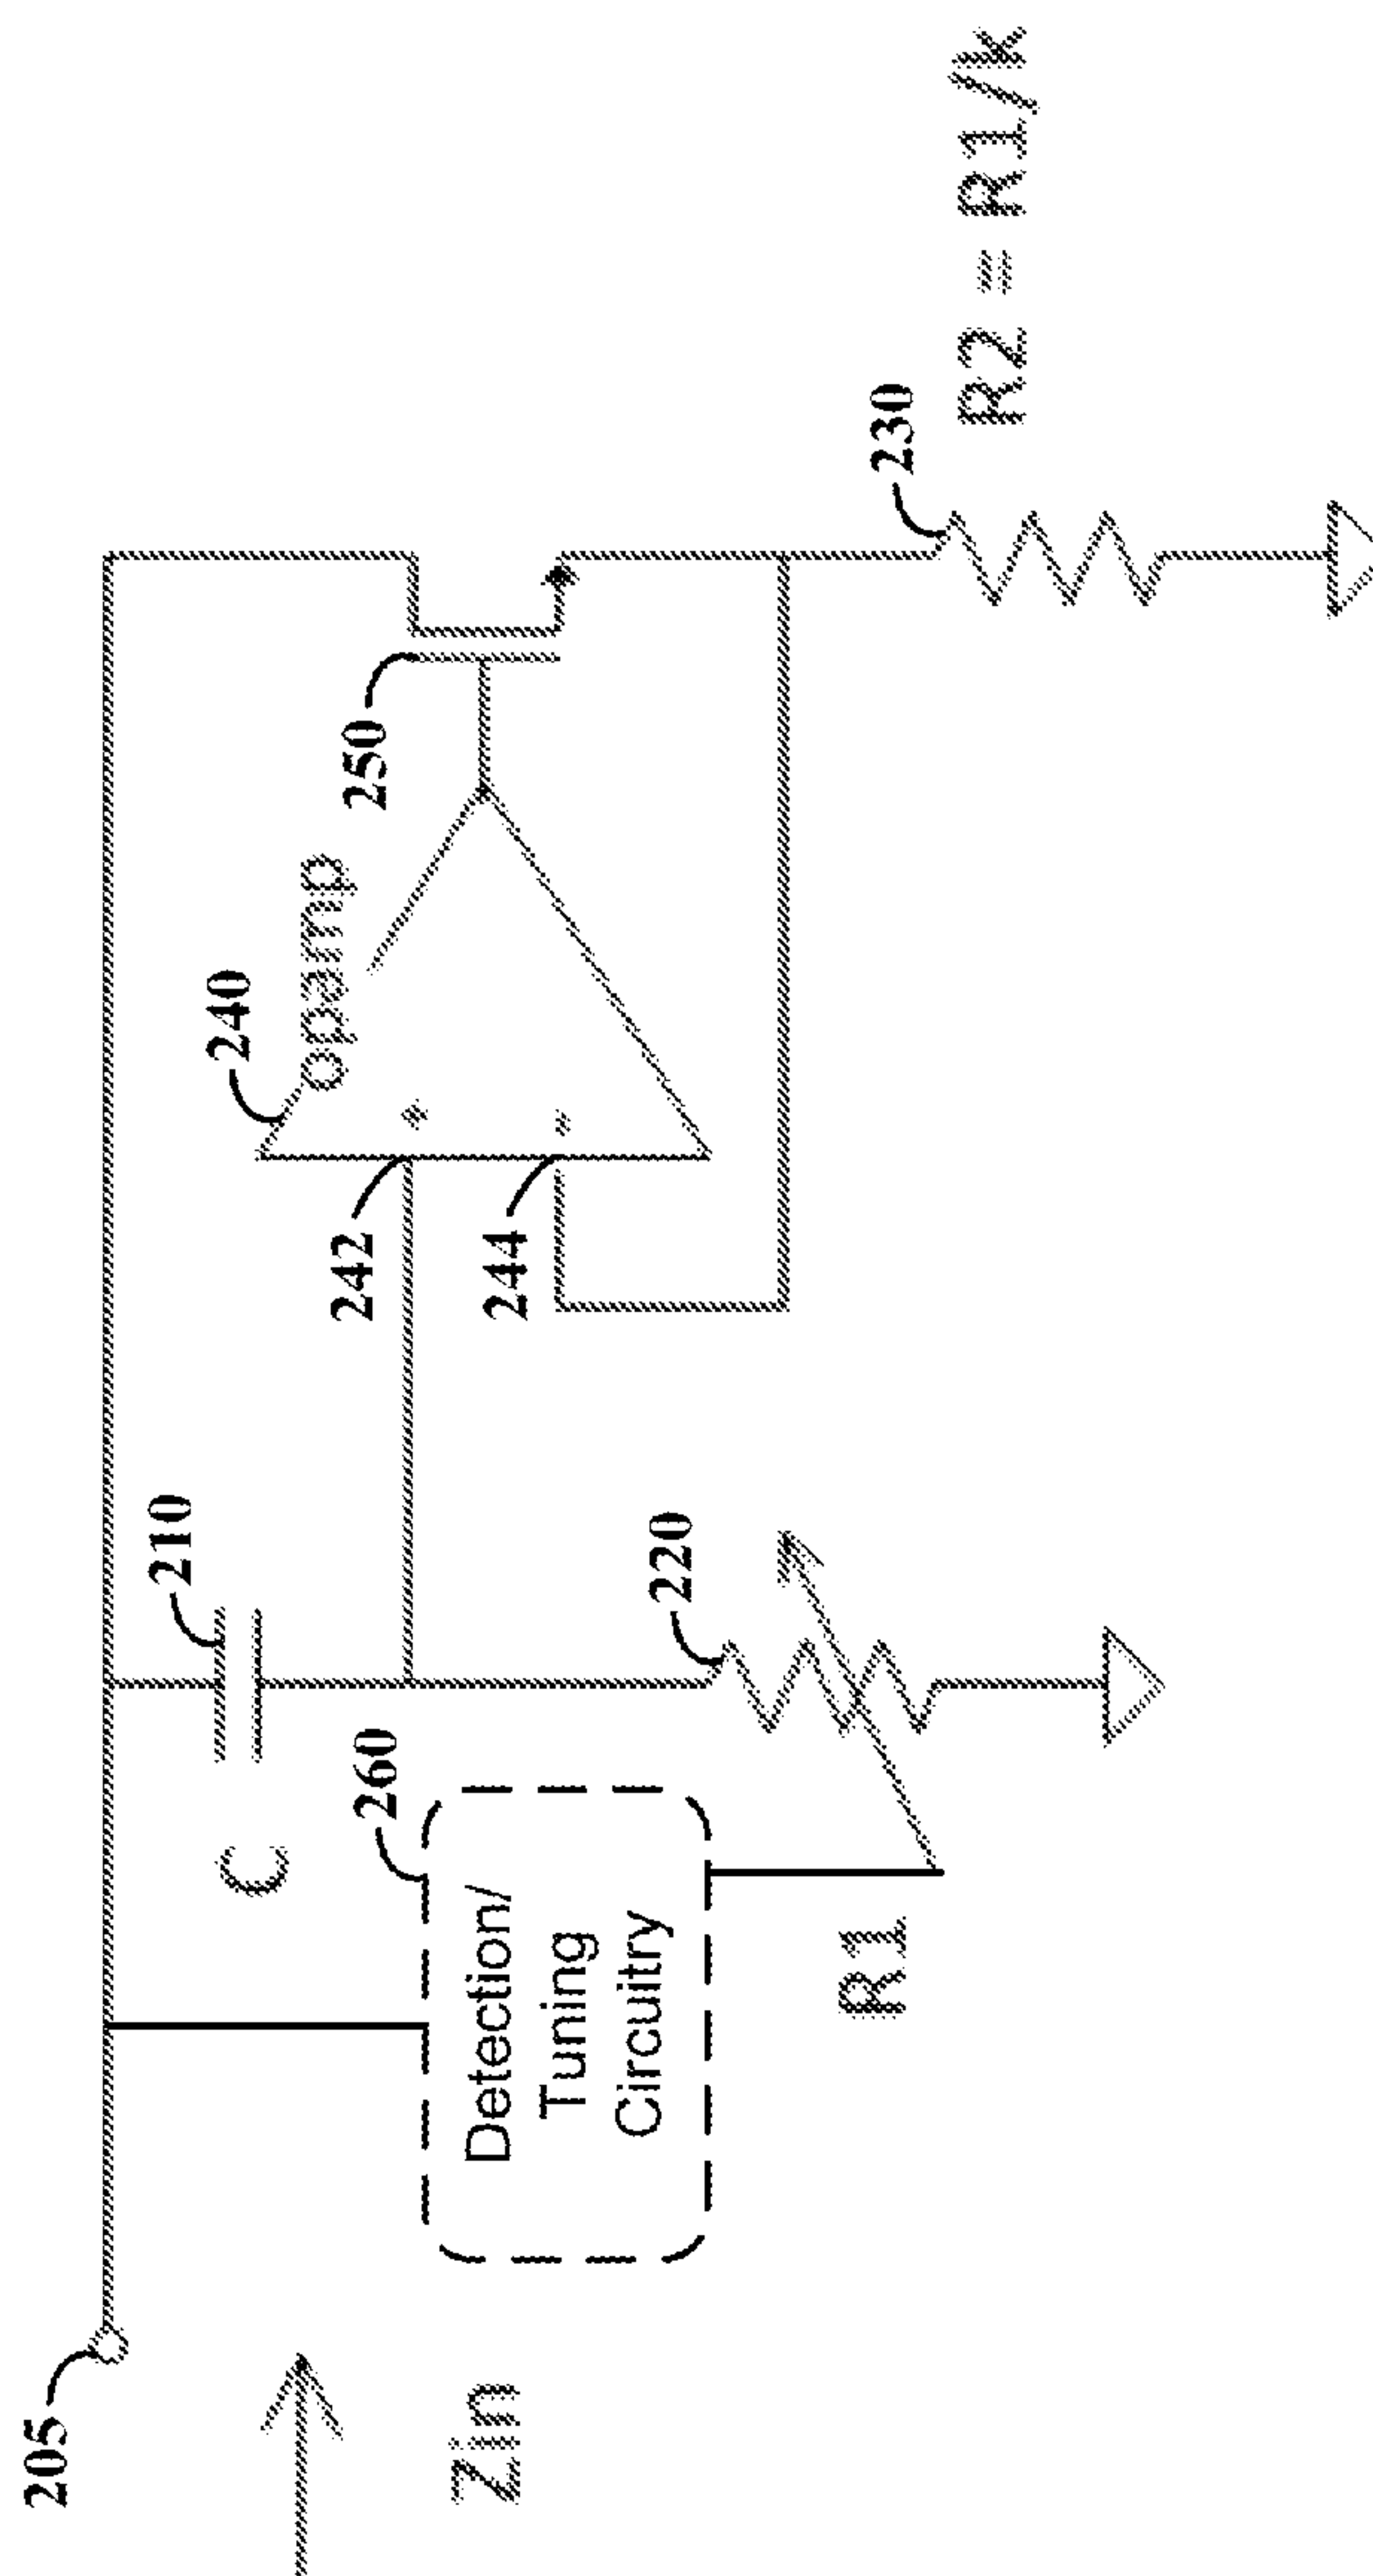 205
Zin
210
C
260
Detection/
Tuning
Circuitry
R1
220
240
opamp
242
+
244
-
250
230
R2 = R1/k